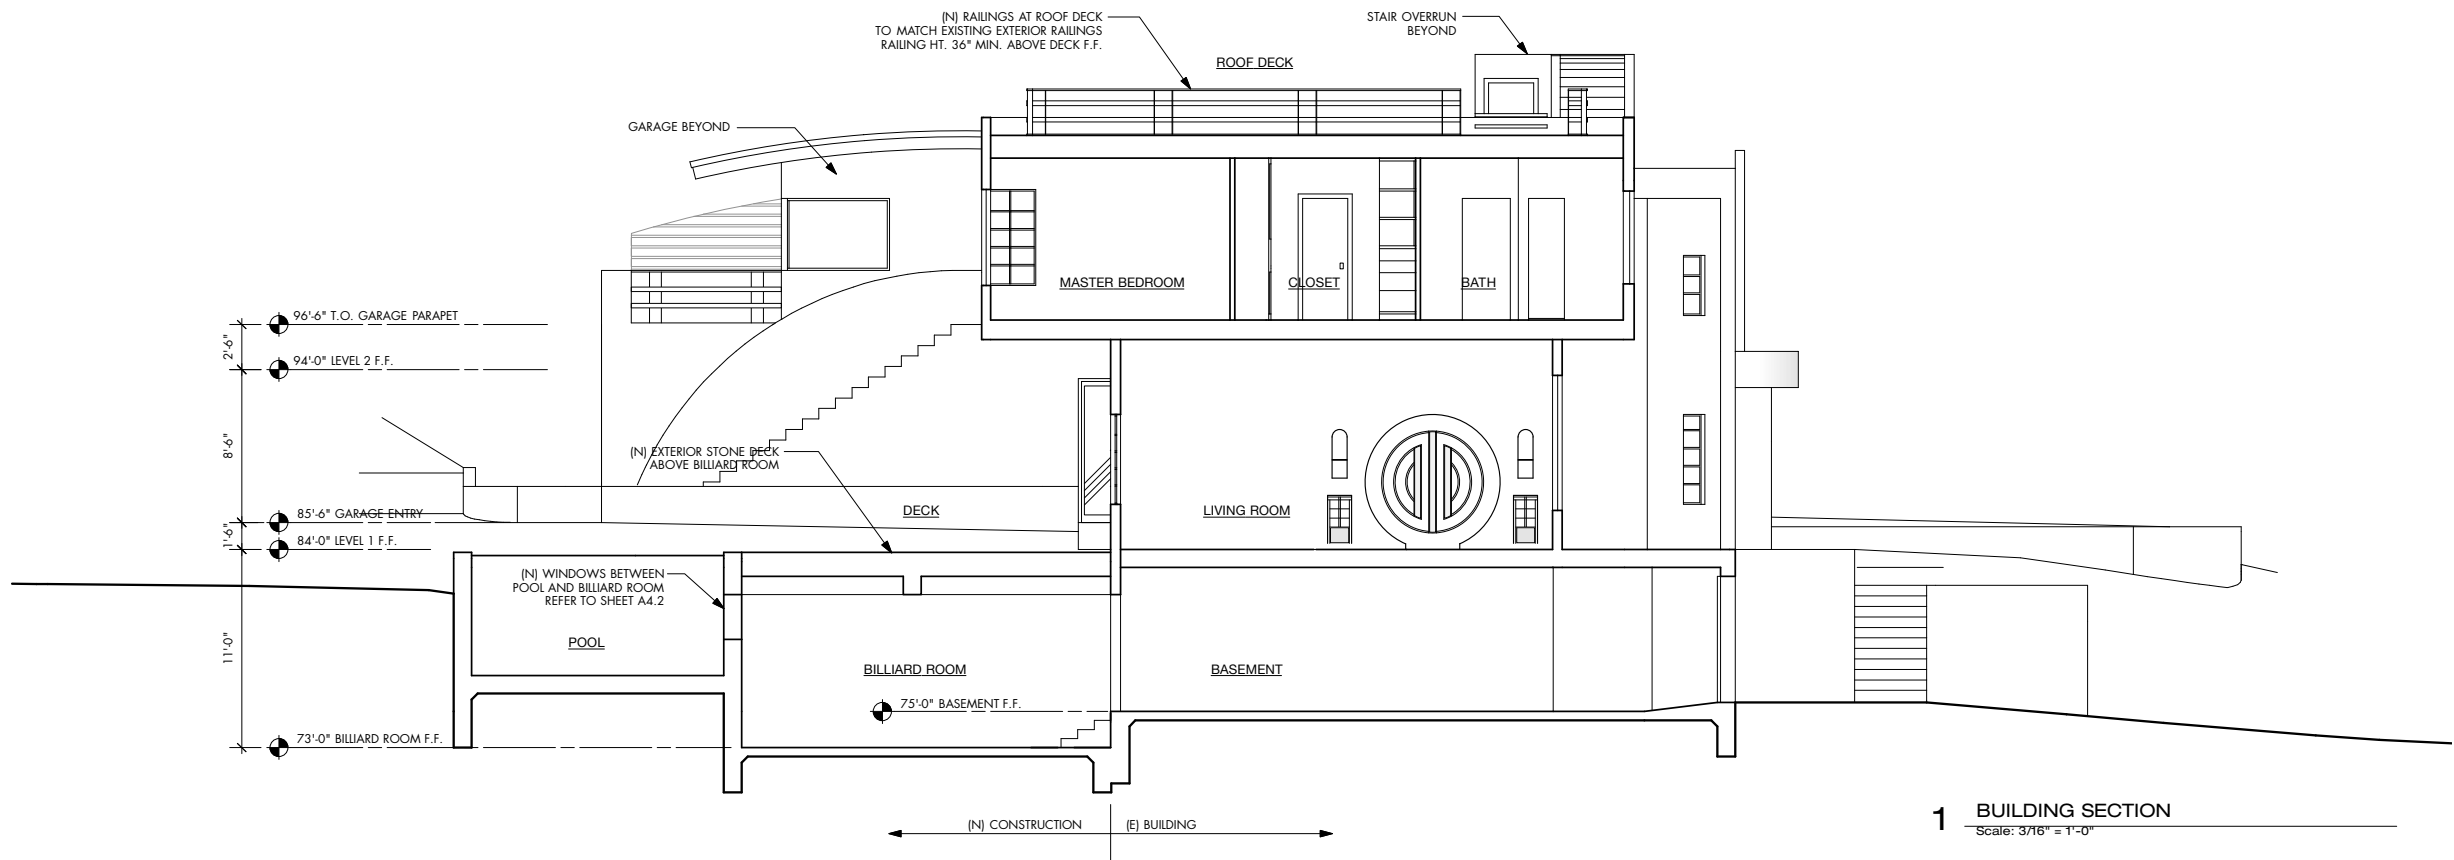 (N) RAILINGS AT ROOF DECK
TO MATCH EXISTING EXTERIOR RAILINGS
RAILING HT. 36" MIN. ABOVE DECK F.F.
STAIR OVERRUN
BEYOND
ROOF DECK
GARAGE BEYOND
MASTER BEDROOM
CLOSET
BATH
96'-6" T.O. GARAGE PARAPET
2'-6"
94'-0" LEVEL 2 F.F.
8'-6"
(N) EXTERIOR STONE DECK
ABOVE BILLIARD ROOM
DECK
LIVING ROOM
85'-6" GARAGE ENTRY
1'-6"
84'-0" LEVEL 1 F.F.
(N) WINDOWS BETWEEN
POOL AND BILLIARD ROOM
REFER TO SHEET A4.2
11'-0"
POOL
BILLIARD ROOM
BASEMENT
75'-0" BASEMENT F.F.
73'-0" BILLIARD ROOM F.F.
(N) CONSTRUCTION
(E) BUILDING
1 BUILDING SECTION
Scale: 3/16" = 1'-0"